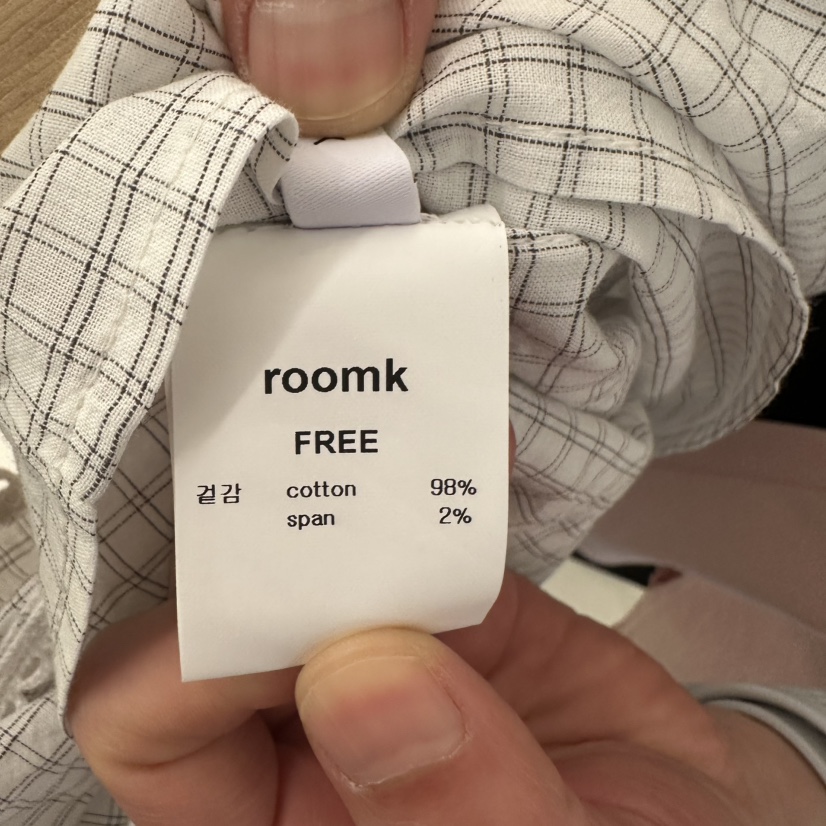 roomk
FREE
겉감 cotton 98%
span 2%